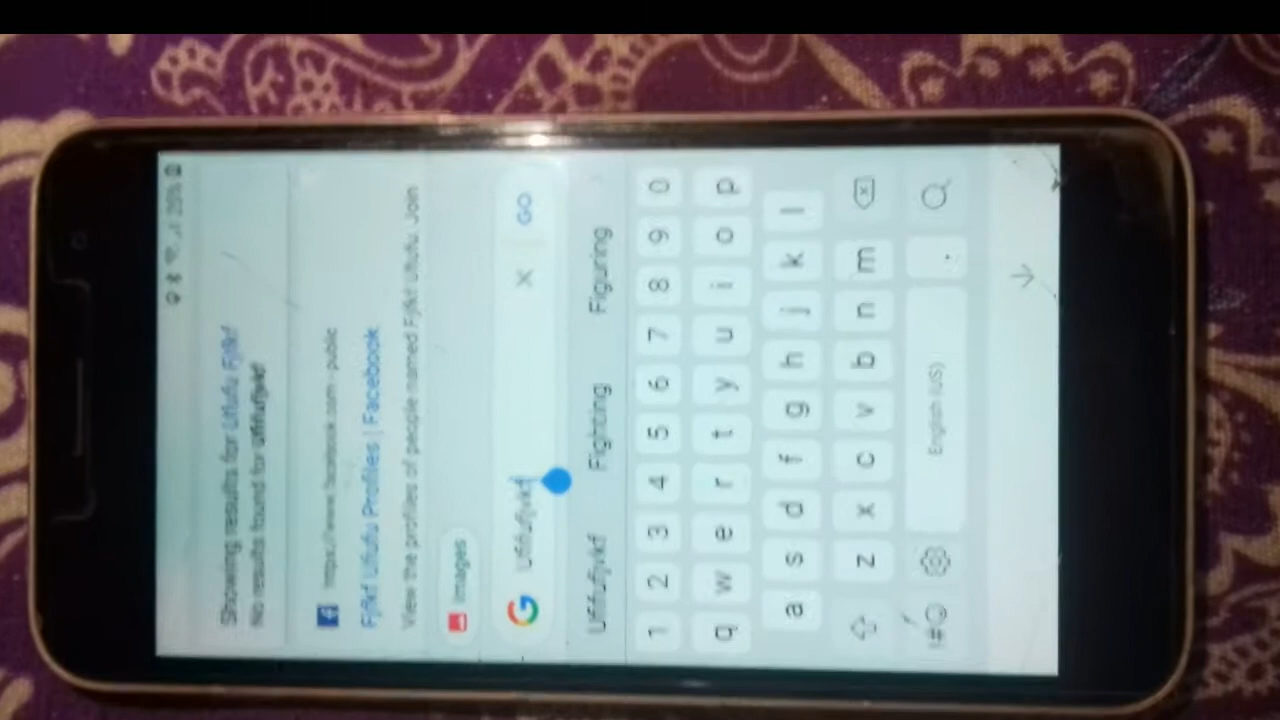 Showing results for Ufufu Fjfkf
No results found for
https://www.facebook.com › public
Fjfkf Ufufu Profiles | Facebook
View the profiles of people named Fjfkf Ufufu. Join
Images
GO
Fighting Figuring
1 2 3 4 5 6 7 8 9 0
q w e r t y u i o p
a s d f g h j k l
z x c v b n m
!#☺ English (US) .